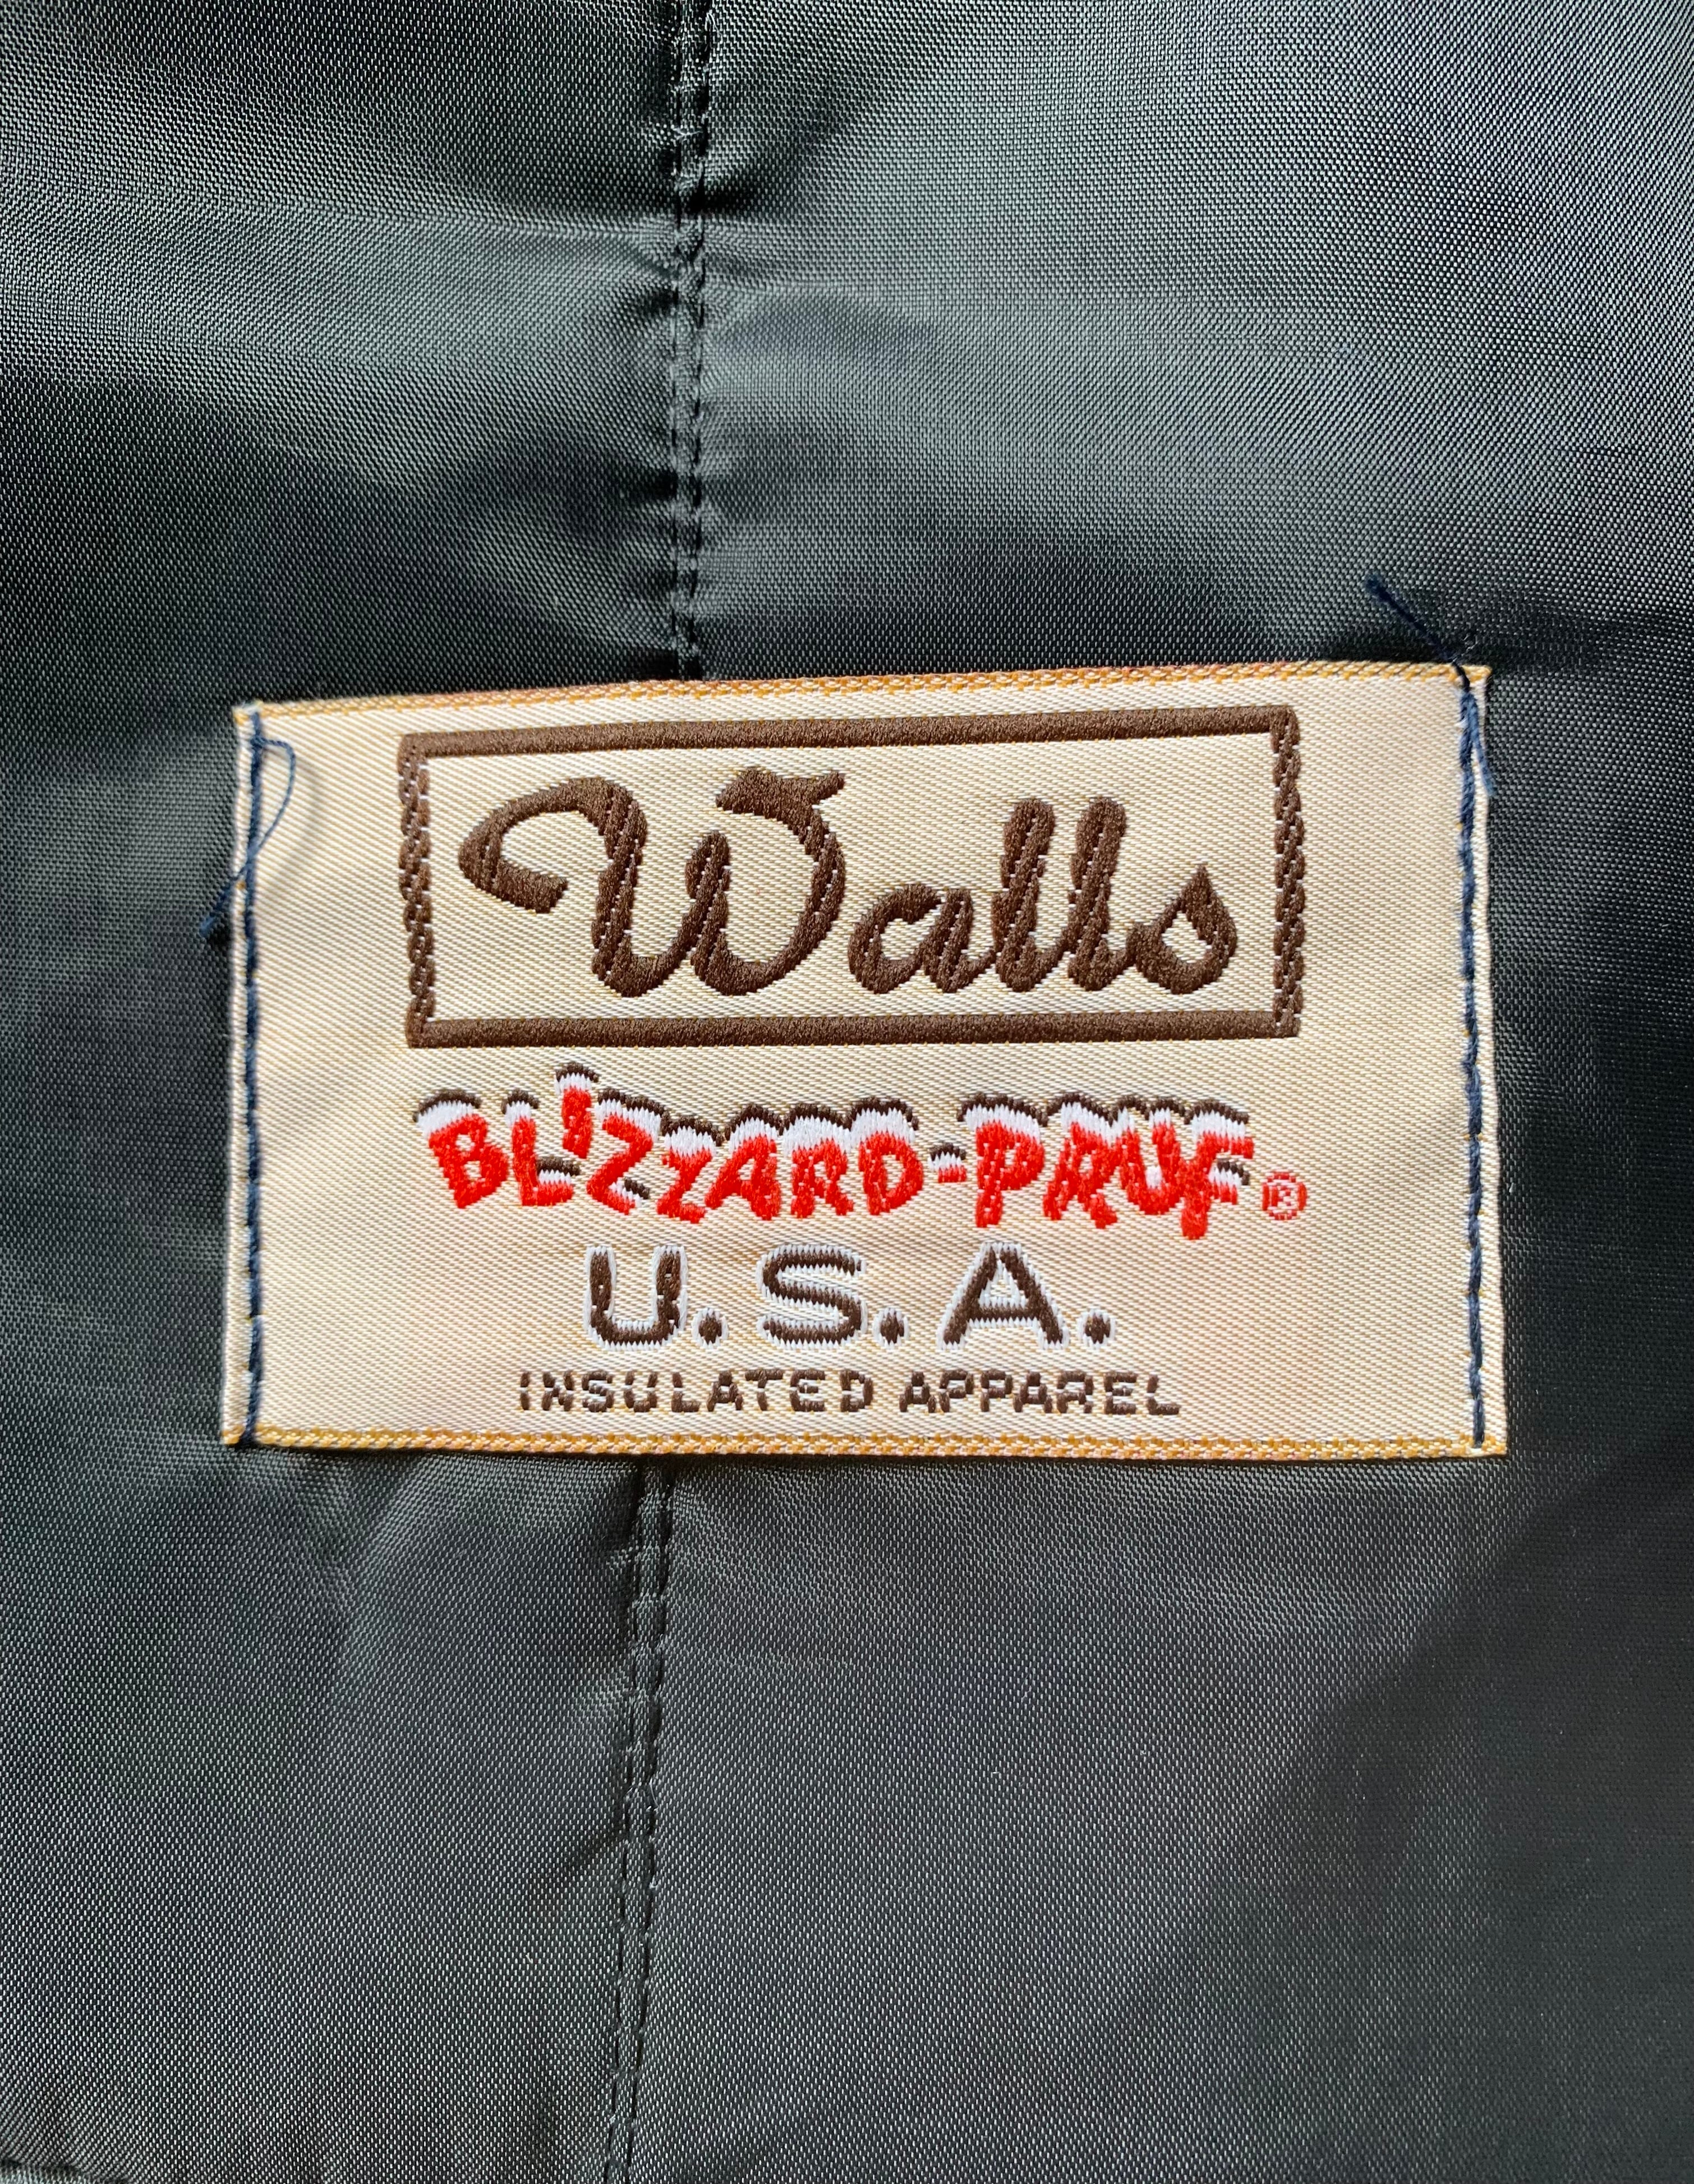 Walls
BLIZZARD-PRUF®
U.S.A.
INSULATED APPAREL